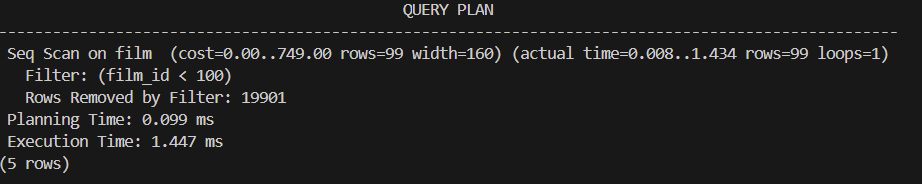 QUERY PLAN
-----------------------------------------------------------------------------------------------------
Seq Scan on film  (cost=0.00..749.00 rows=99 width=160) (actual time=0.008..1.434 rows=99 loops=1)
  Filter: (film_id < 100)
  Rows Removed by Filter: 19901
Planning Time: 0.099 ms
Execution Time: 1.447 ms
(5 rows)